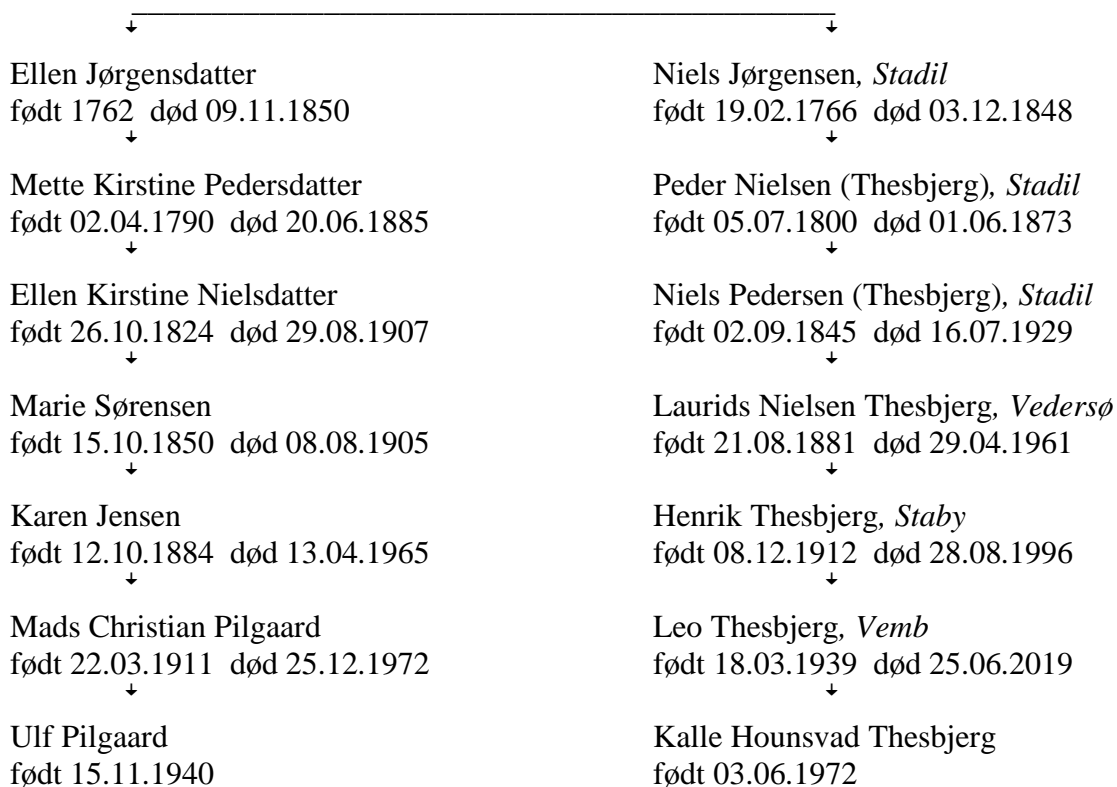 Ellen Jørgensdatter
født 1762 død 09.11.1850
Mette Kirstine Pedersdatter
født 02.04.1790 død 20.06.1885
Ellen Kirstine Nielsdatter
født 26.10.1824 død 29.08.1907
Marie Sørensen
født 15.10.1850 død 08.08.1905
Karen Jensen
født 12.10.1884 død 13.04.1965
Mads Christian Pilgaard
født 22.03.1911 død 25.12.1972
Ulf Pilgaard
født 15.11.1940
Niels Jørgensen, Stadil
født 19.02.1766 død 03.12.1848
Peder Nielsen (Thesbjerg), Stadil
født 05.07.1800 død 01.06.1873
Niels Pedersen (Thesbjerg), Stadil
født 02.09.1845 død 16.07.1929
Laurids Nielsen Thesbjerg, Vedersø
født 21.08.1881 død 29.04.1961
Henrik Thesbjerg, Staby
født 08.12.1912 død 28.08.1996
Leo Thesbjerg, Vemb
født 18.03.1939 død 25.06.2019
Kalle Hounsvad Thesbjerg
født 03.06.1972